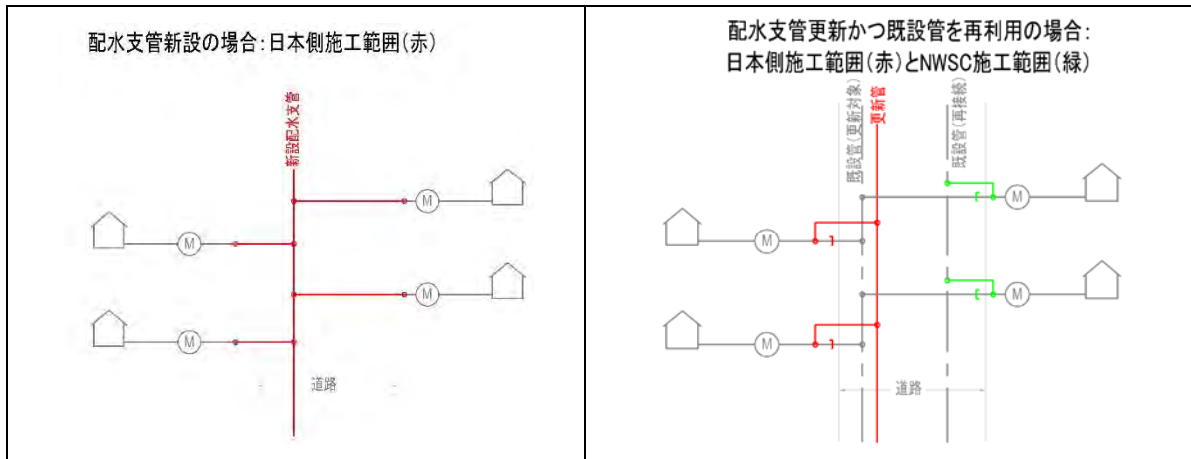 配水支管新設の場合:日本側施工範囲(赤)
新設配水支管
M
M
M
M
道路
配水支管更新かつ既設管を再利用の場合:
日本側施工範囲(赤)とNWSC施工範囲(緑)
既設管(更新対象)
更新管
既設管(再接続)
M
M
M
M
道路